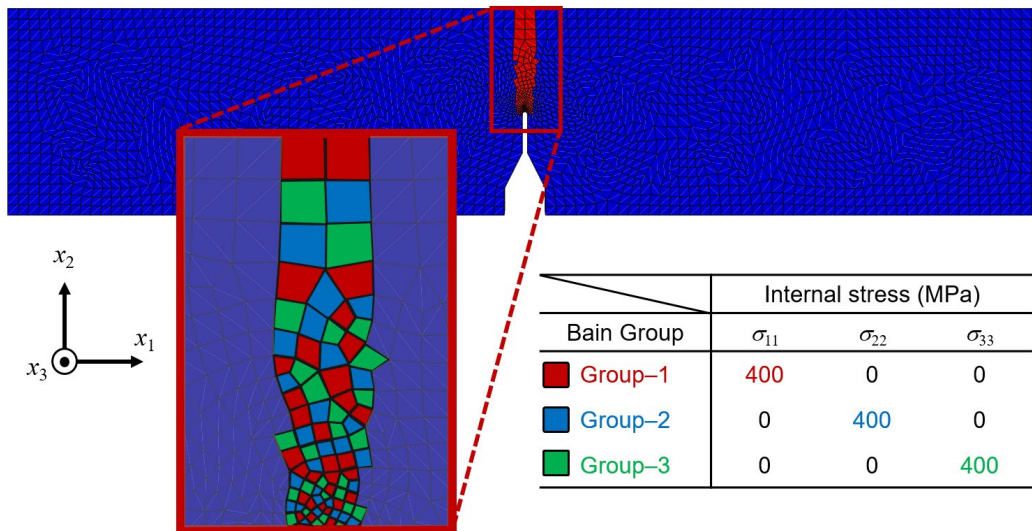 x2
x1
x3
Internal stress (MPa)
Bain Group σ11 σ22 σ33
Group–1 400 0 0
Group–2 0 400 0
Group–3 0 0 400